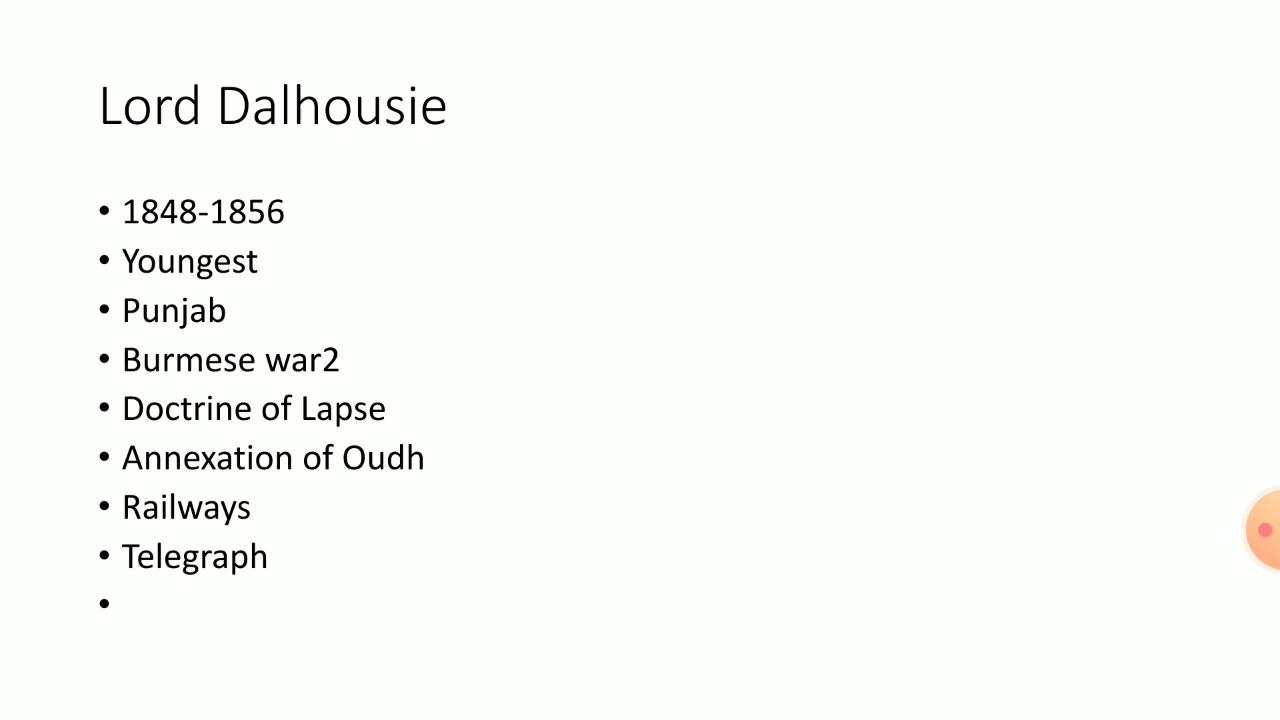 Lord Dalhousie
• 1848-1856
• Youngest
• Punjab
• Burmese war2
• Doctrine of Lapse
• Annexation of Oudh
• Railways
• Telegraph
•